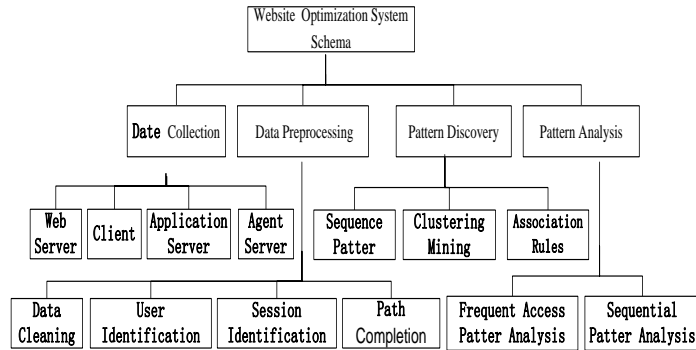 Website Optimization System
Schema
Date Collection
Data Preprocessing
Pattern Discovery
Pattern Analysis
Web
Server
Client
Application
Server
Agent
Server
Sequence
Patter
Clustering
Mining
Association
Rules
Data
Cleaning
User
Identification
Session
Identification
Path
Completion
Frequent Access
Patter Analysis
Sequential
Patter Analysis